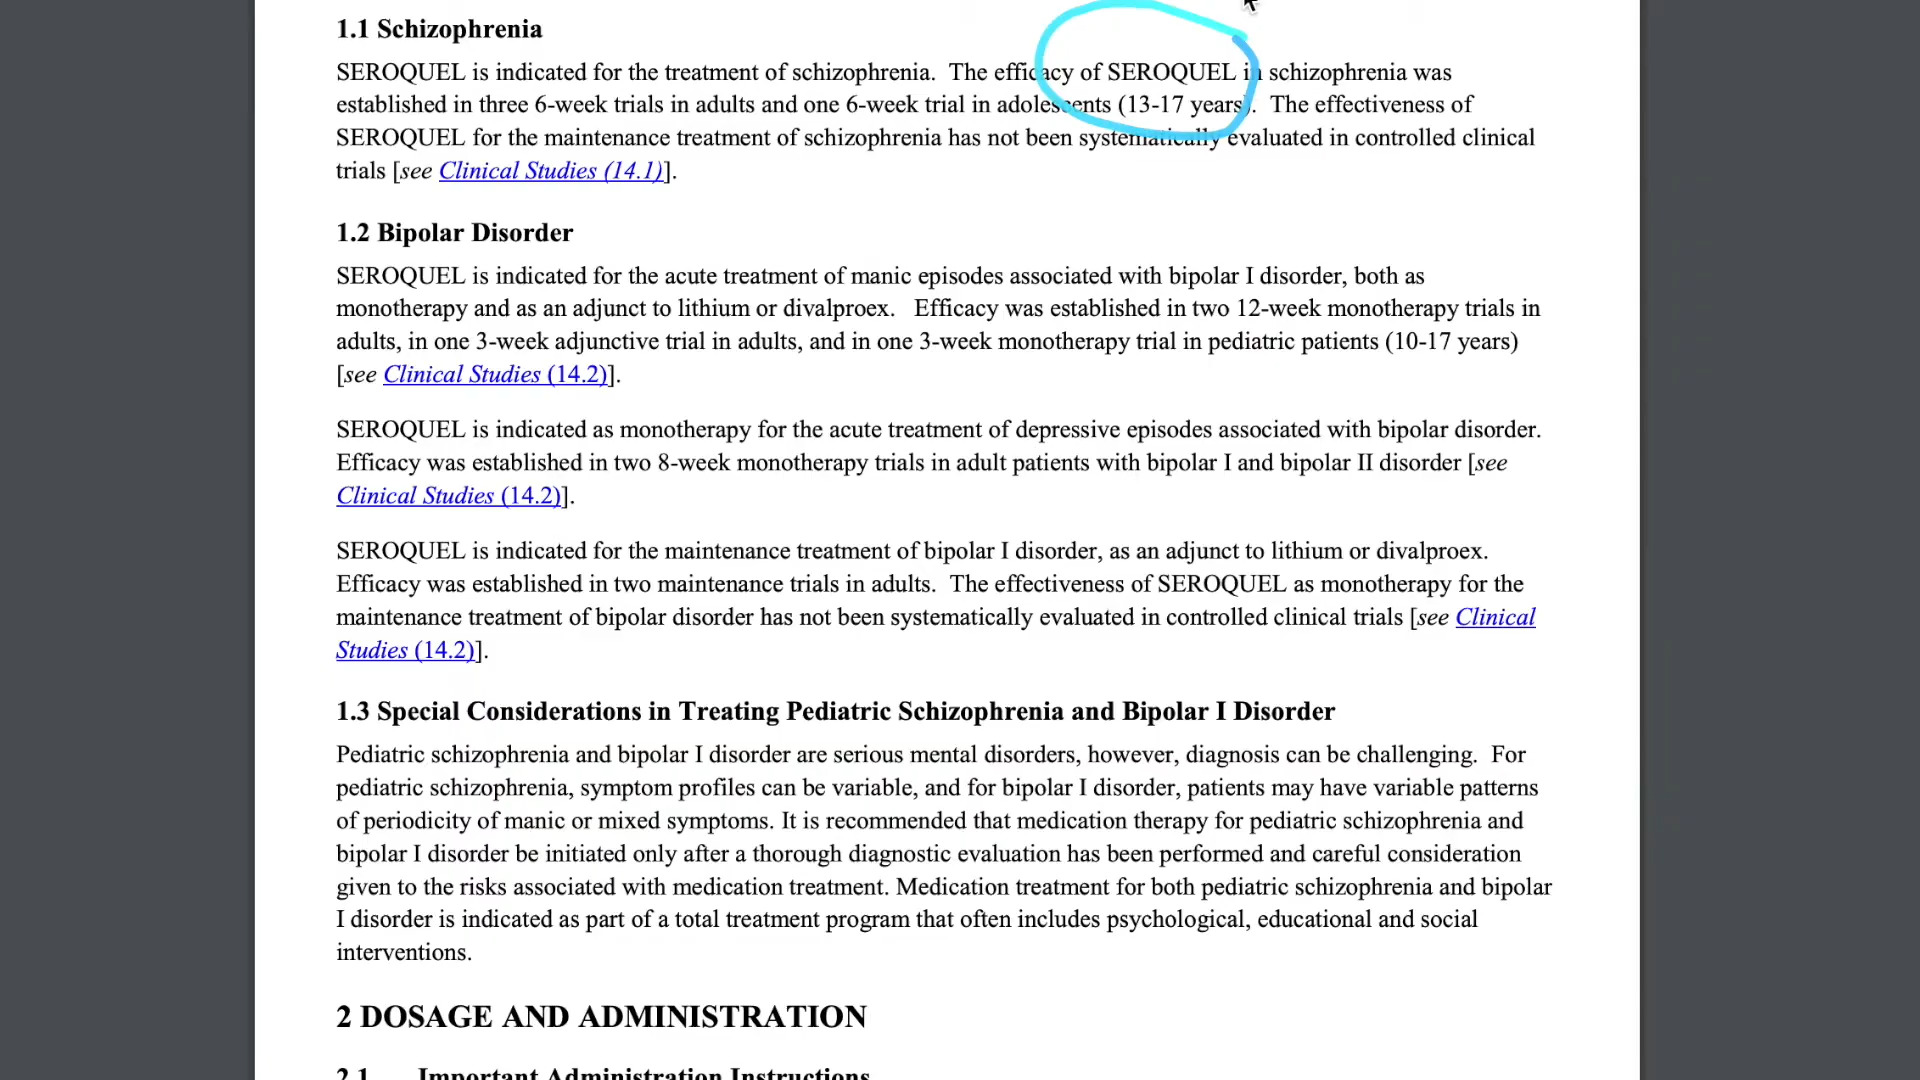 1.1 Schizophrenia
SEROQUEL is indicated for the treatment of schizophrenia.  The efficacy of SEROQUEL in schizophrenia was
established in three 6-week trials in adults and one 6-week trial in adolescents (13-17 years).  The effectiveness of
SEROQUEL for the maintenance treatment of schizophrenia has not been systematically evaluated in controlled clinical
trials [see Clinical Studies (14.1)].
1.2 Bipolar Disorder
SEROQUEL is indicated for the acute treatment of manic episodes associated with bipolar I disorder, both as
monotherapy and as an adjunct to lithium or divalproex.   Efficacy was established in two 12-week monotherapy trials in
adults, in one 3-week adjunctive trial in adults, and in one 3-week monotherapy trial in pediatric patients (10-17 years)
[see Clinical Studies (14.2)].
SEROQUEL is indicated as monotherapy for the acute treatment of depressive episodes associated with bipolar disorder.
Efficacy was established in two 8-week monotherapy trials in adult patients with bipolar I and bipolar II disorder [see
Clinical Studies (14.2)].
SEROQUEL is indicated for the maintenance treatment of bipolar I disorder, as an adjunct to lithium or divalproex.
Efficacy was established in two maintenance trials in adults.  The effectiveness of SEROQUEL as monotherapy for the
maintenance treatment of bipolar disorder has not been systematically evaluated in controlled clinical trials [see Clinical
Studies (14.2)].
1.3 Special Considerations in Treating Pediatric Schizophrenia and Bipolar I Disorder
Pediatric schizophrenia and bipolar I disorder are serious mental disorders, however, diagnosis can be challenging.  For
pediatric schizophrenia, symptom profiles can be variable, and for bipolar I disorder, patients may have variable patterns
of periodicity of manic or mixed symptoms. It is recommended that medication therapy for pediatric schizophrenia and
bipolar I disorder be initiated only after a thorough diagnostic evaluation has been performed and careful consideration
given to the risks associated with medication treatment. Medication treatment for both pediatric schizophrenia and bipolar
I disorder is indicated as part of a total treatment program that often includes psychological, educational and social
interventions.
2 DOSAGE AND ADMINISTRATION
2.1 Important Administration Instructions